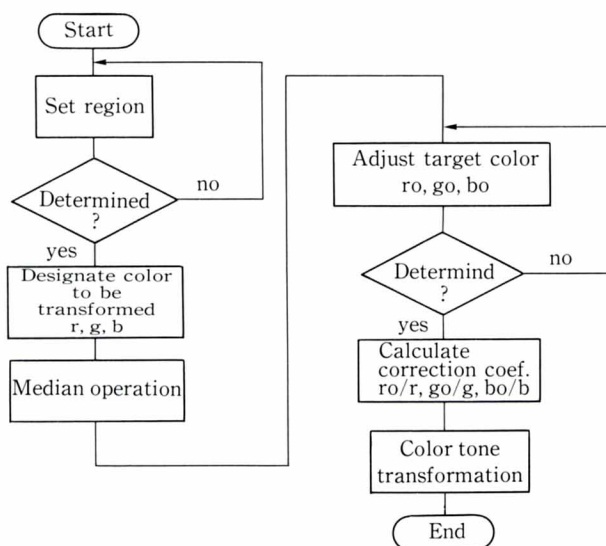 Start
Set region
Determined
?
no
yes
Designate color
to be
transformed
r, g, b
Median operation
Adjust target color
ro, go, bo
Determind
?
no
yes
Calculate
correction coef.
ro/r, go/g, bo/b
Color tone
transformation
End